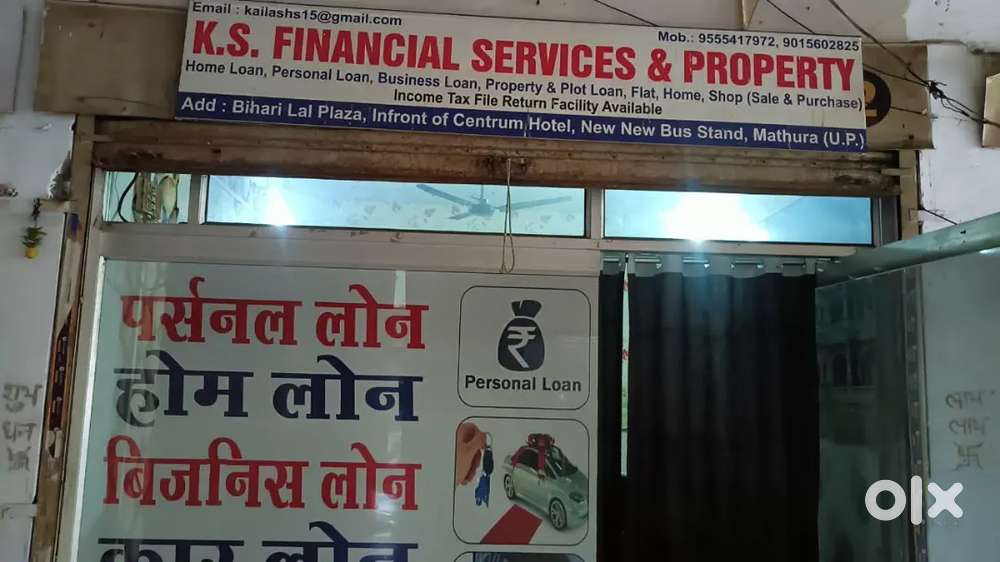 Email : kailashs15@gmail.com
Mob.: 9555417972, 9015602825
K.S. FINANCIAL SERVICES & PROPERTY
Home Loan, Personal Loan, Business Loan, Property & Plot Loan, Flat, Home, Shop (Sale & Purchase)
Income Tax File Return Facility Available
Add : Bihari Lal Plaza, Infront of Centrum Hotel, New New Bus Stand, Mathura (U.P.)
पर्सनल लोन
होम लोन
बिजनिस लोन
कार लोन
₹
Personal Loan
शुभ
धन
लाभ
लाभ
olx